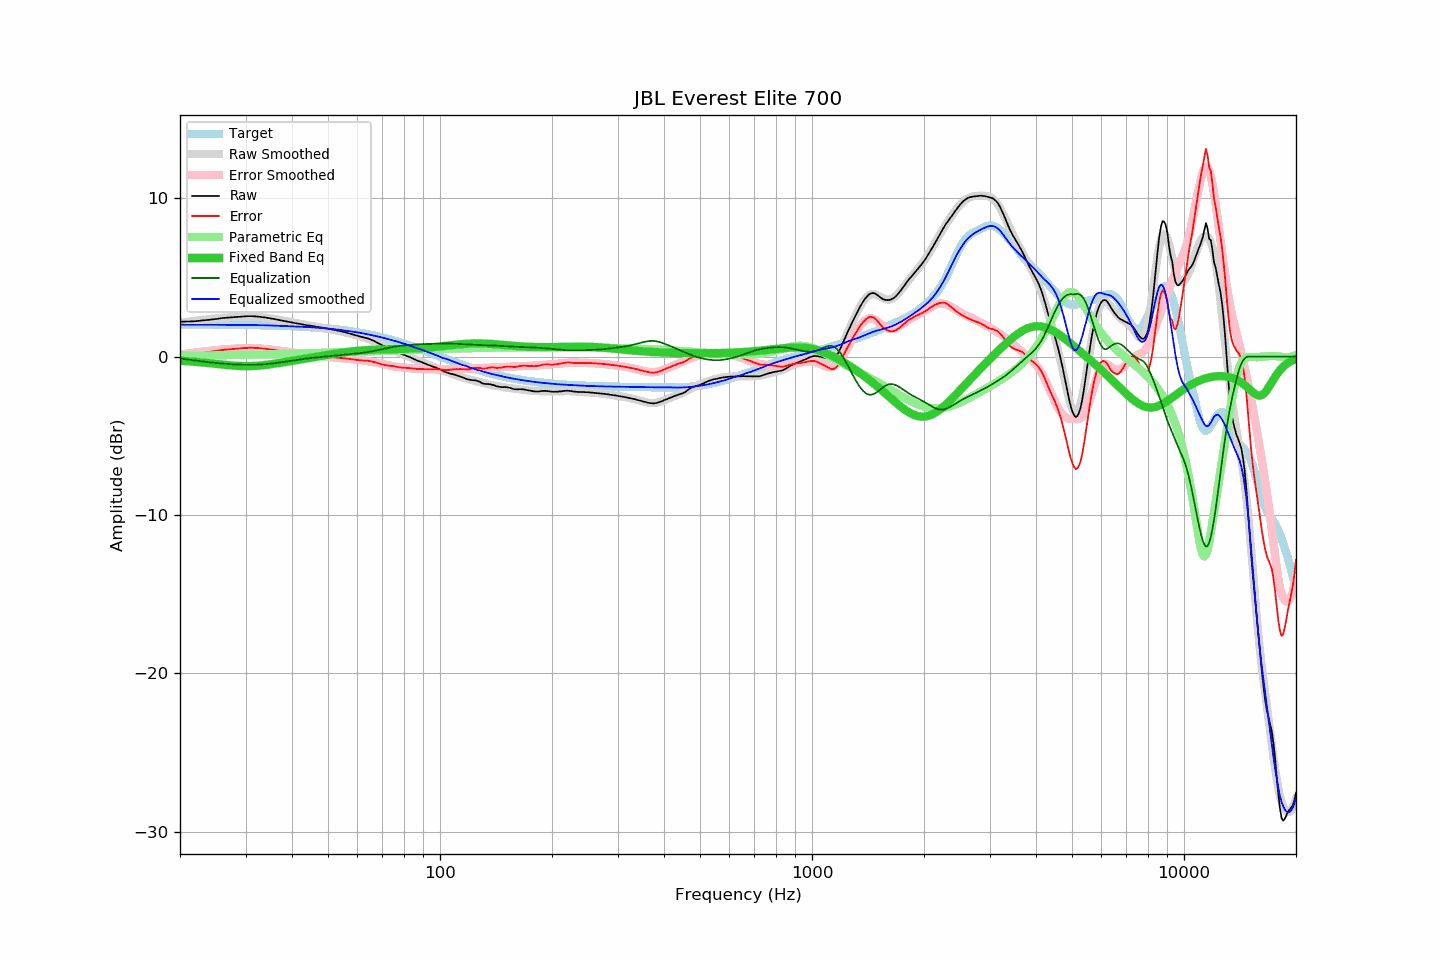 JBL Everest Elite 700
Target
Raw Smoothed
Error Smoothed
Raw
Error
Parametric Eq
Fixed Band Eq
Equalization
Equalized smoothed
10
0
−10
−20
−30
Amplitude (dBr)
100
1000
10000
Frequency (Hz)